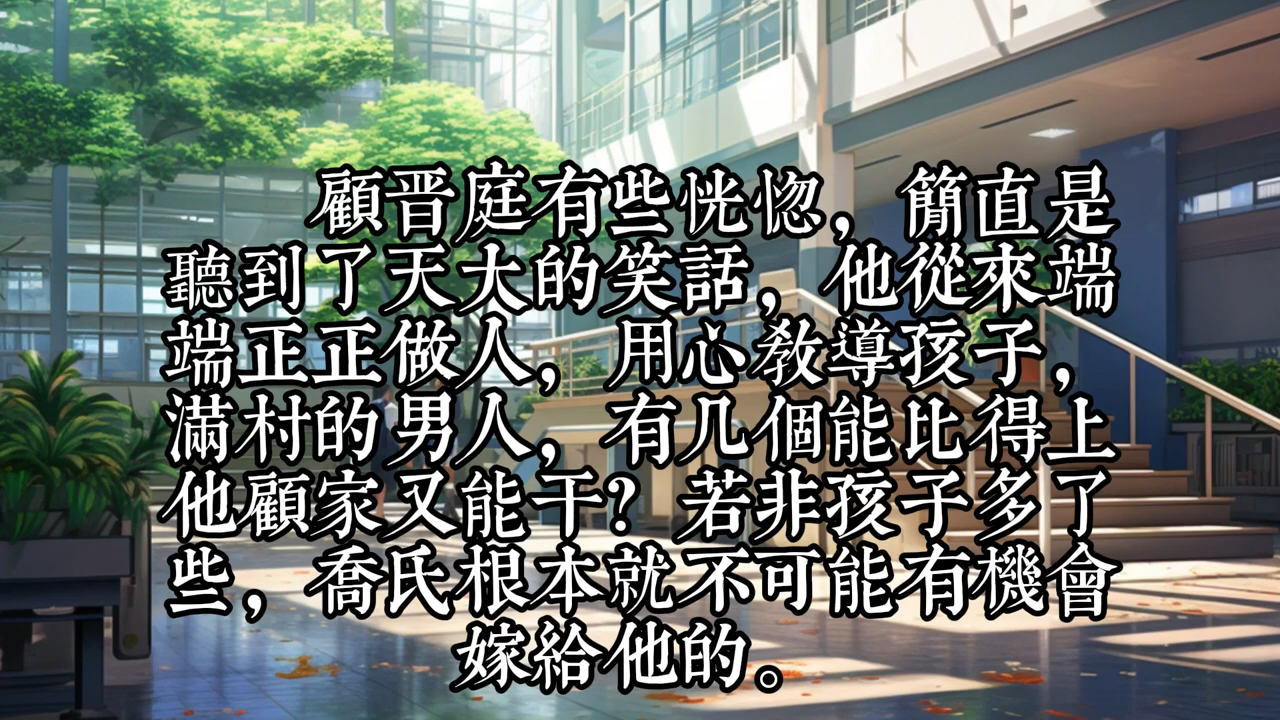 顧晋庭有些恍惚，簡直是
聽到了天大的笑話，他從來端
端正正做人，用心教導孩子，
滿村的男人，有几個能比得上
他顧家又能干？若非孩子多了
些，喬氏根本就不可能有機會
嫁給他的。